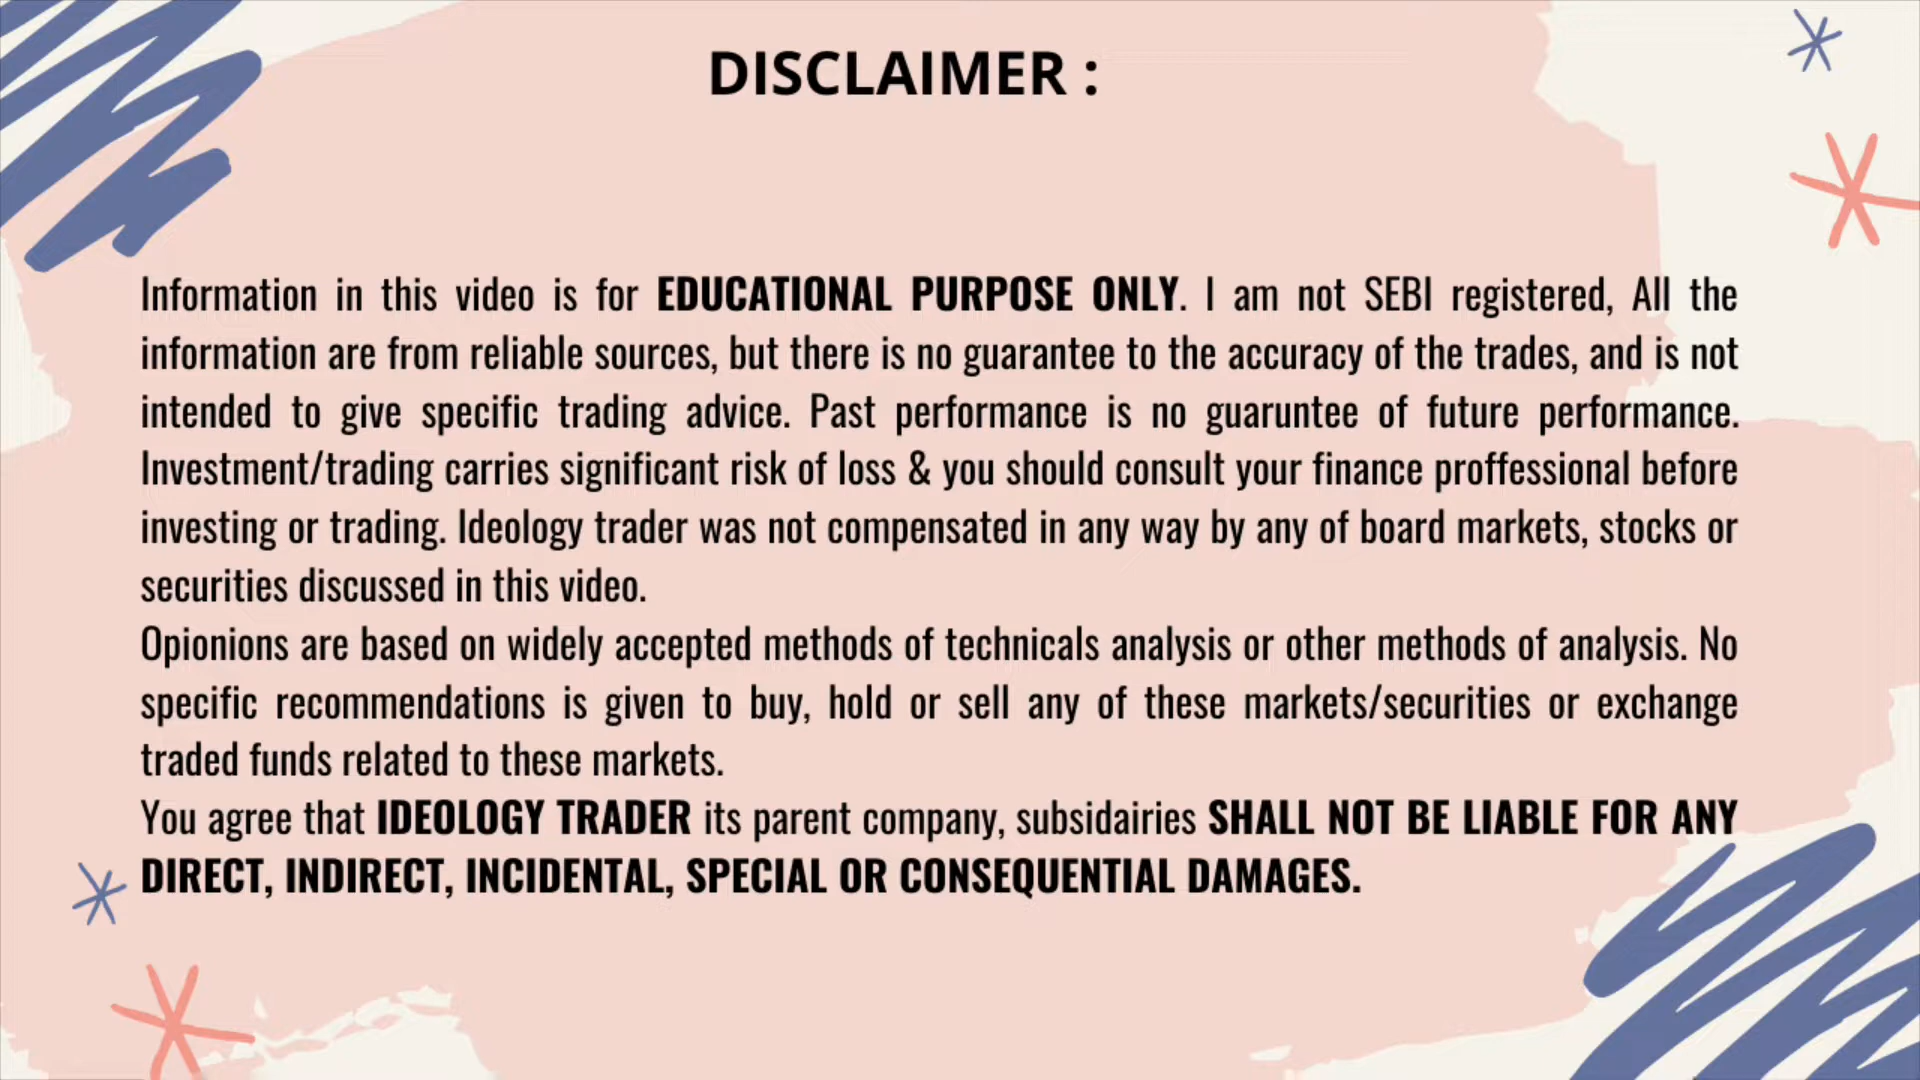 DISCLAIMER :
Information in this video is for EDUCATIONAL PURPOSE ONLY. I am not SEBI registered, All the
information are from reliable sources, but there is no guarantee to the accuracy of the trades, and is not
intended to give specific trading advice. Past performance is no guaruntee of future performance.
Investment/trading carries significant risk of loss & you should consult your finance proffessional before
investing or trading. Ideology trader was not compensated in any way by any of board markets, stocks or
securities discussed in this video.
Opionions are based on widely accepted methods of technicals analysis or other methods of analysis. No
specific recommendations is given to buy, hold or sell any of these markets/securities or exchange
traded funds related to these markets.
You agree that IDEOLOGY TRADER its parent company, subsidairies SHALL NOT BE LIABLE FOR ANY
DIRECT, INDIRECT, INCIDENTAL, SPECIAL OR CONSEQUENTIAL DAMAGES.